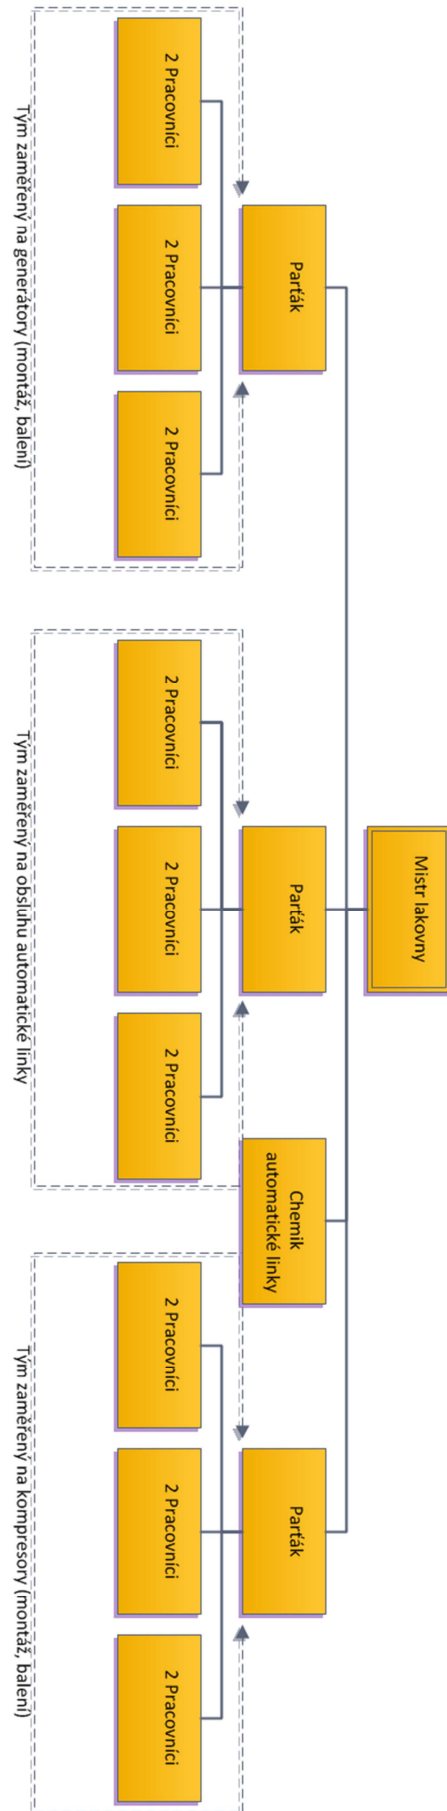 Mistr lakovny
Parťák
Parťák
Chemik
automatické linky
Parťák
2 Pracovníci
2 Pracovníci
2 Pracovníci
2 Pracovníci
2 Pracovníci
2 Pracovníci
2 Pracovníci
2 Pracovníci
2 Pracovníci
Tým zaměřený na generátory (montáž, balení)
Tým zaměřený na obsluhu automatické linky
Tým zaměřený na kompresory (montáž, balení)